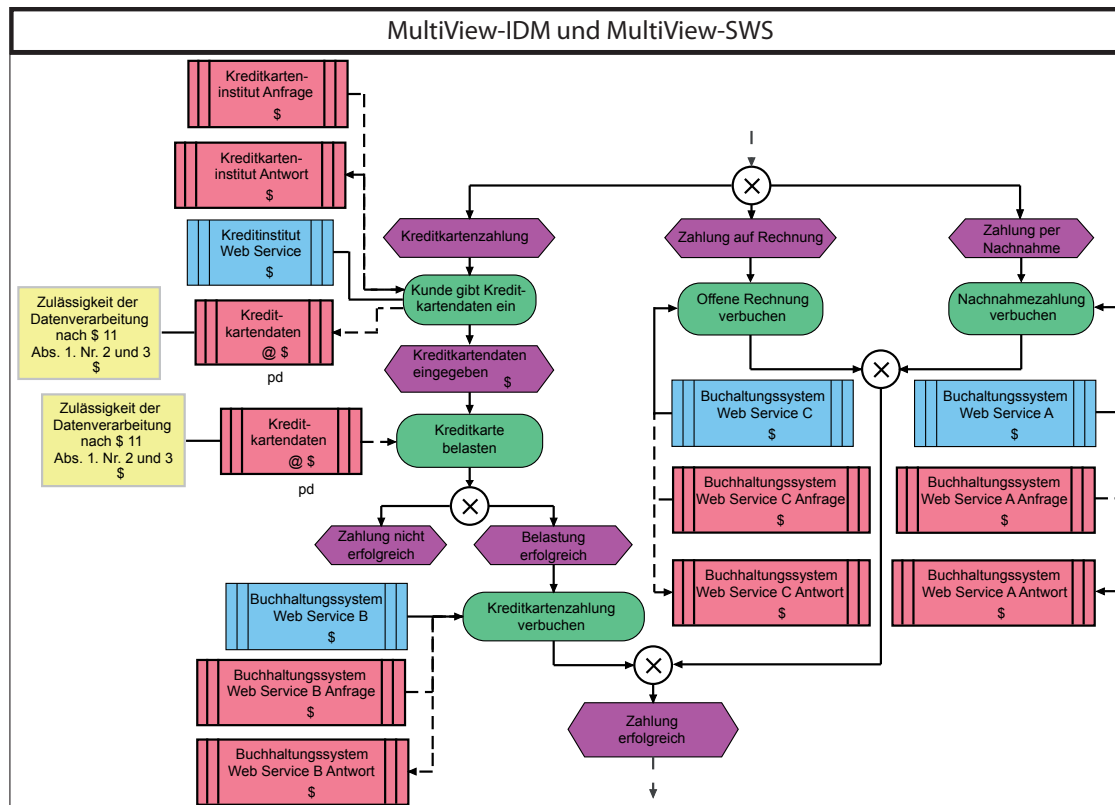 MultiView-IDM und MultiView-SWS
Kreditkarten-
institut Anfrage
$
Kreditkarten-
institut Antwort
$
Kreditinstitut
Web Service
$
Zulässigkeit der
Datenverarbeitung
nach $ 11
Abs. 1. Nr. 2 und 3
$
Kredit-
kartendaten
@ $
pd
Zulässigkeit der
Datenverarbeitung
nach $ 11
Abs. 1. Nr. 2 und 3
$
Kredit-
kartendaten
@ $
pd
Kreditkartenzahlung
Kunde gibt Kredit-
kartendaten ein
Kreditkartendaten
eingegeben
$
Kreditkarte
belasten
Zahlung nicht
erfolgreich
Belastung
erfolgreich
Kreditkartenzahlung
verbuchen
Buchhaltungssystem
Web Service B
$
Buchhaltungssystem
Web Service B Anfrage
$
Buchhaltungssystem
Web Service B Antwort
$
Zahlung auf Rechnung
Offene Rechnung
verbuchen
Zahlung per
Nachnahme
Nachnahmezahlung
verbuchen
Buchaltungssystem
Web Service C
$
Buchaltungssystem
Web Service A
$
Buchhaltungssystem
Web Service C Anfrage
$
Buchhaltungssystem
Web Service A Anfrage
$
Buchhaltungssystem
Web Service C Antwort
$
Buchhaltungssystem
Web Service A Antwort
$
Zahlung
erfolgreich